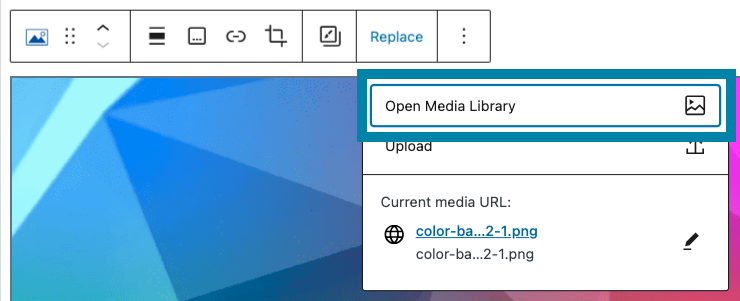 Replace
Open Media Library
Upload
Current media URL:
color-ba...2-1.png
color-ba...2-1.png